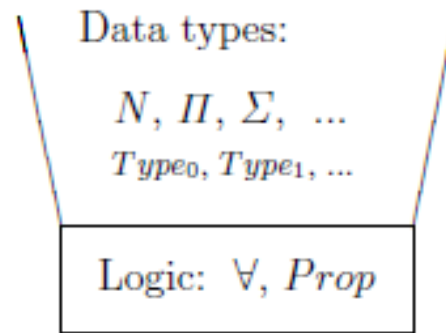 Data types:
N, Π, Σ, ...
Type₀, Type₁, ...
Logic: ∀, Prop